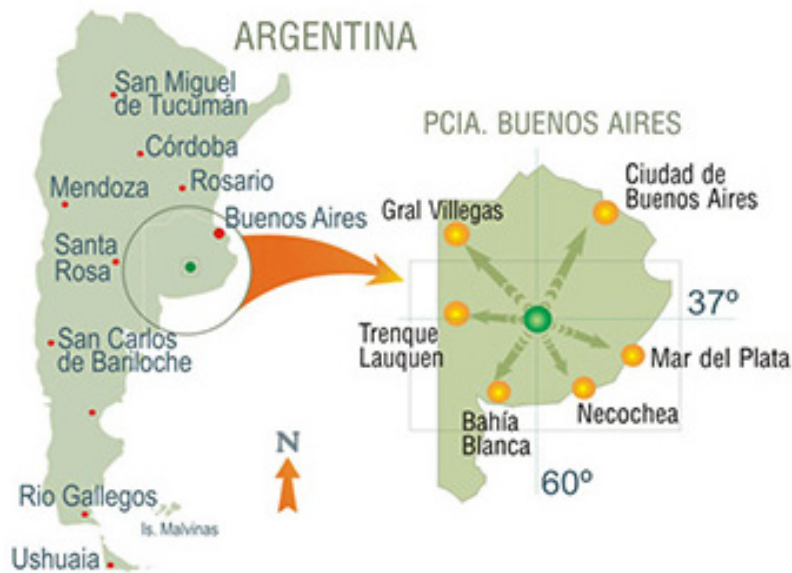 ARGENTINA
San Miguel
de Tucumán
Córdoba
Mendoza
Rosario
Buenos Aires
Santa
Rosa
San Carlos
de Bariloche
Rio Gallegos
Is. Malvinas
Ushuaia
N
PCIA. BUENOS AIRES
Ciudad de
Buenos Aires
Gral Villegas
37º
Trenque
Lauquen
Mar del Plata
Necochea
Bahía
Blanca
60º